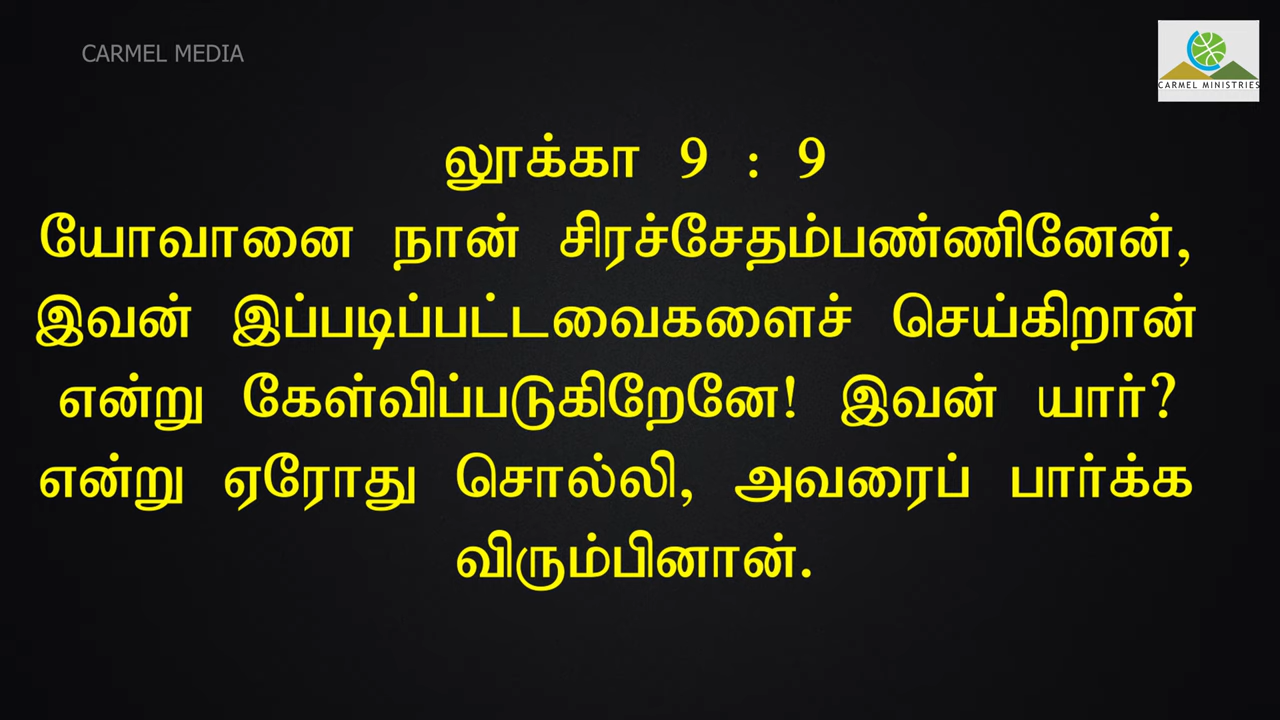 CARMEL MEDIA
CARMEL MINISTRIES
லூக்கா 9 : 9
யோவானை நான் சிரச்சேதம்பண்ணினேன்,
இவன் இப்படிப்பட்டவைகளைச் செய்கிறான்
என்று கேள்விப்படுகிறேனே! இவன் யார்?
என்று ஏரோது சொல்லி, அவரைப் பார்க்க
விரும்பினான்.